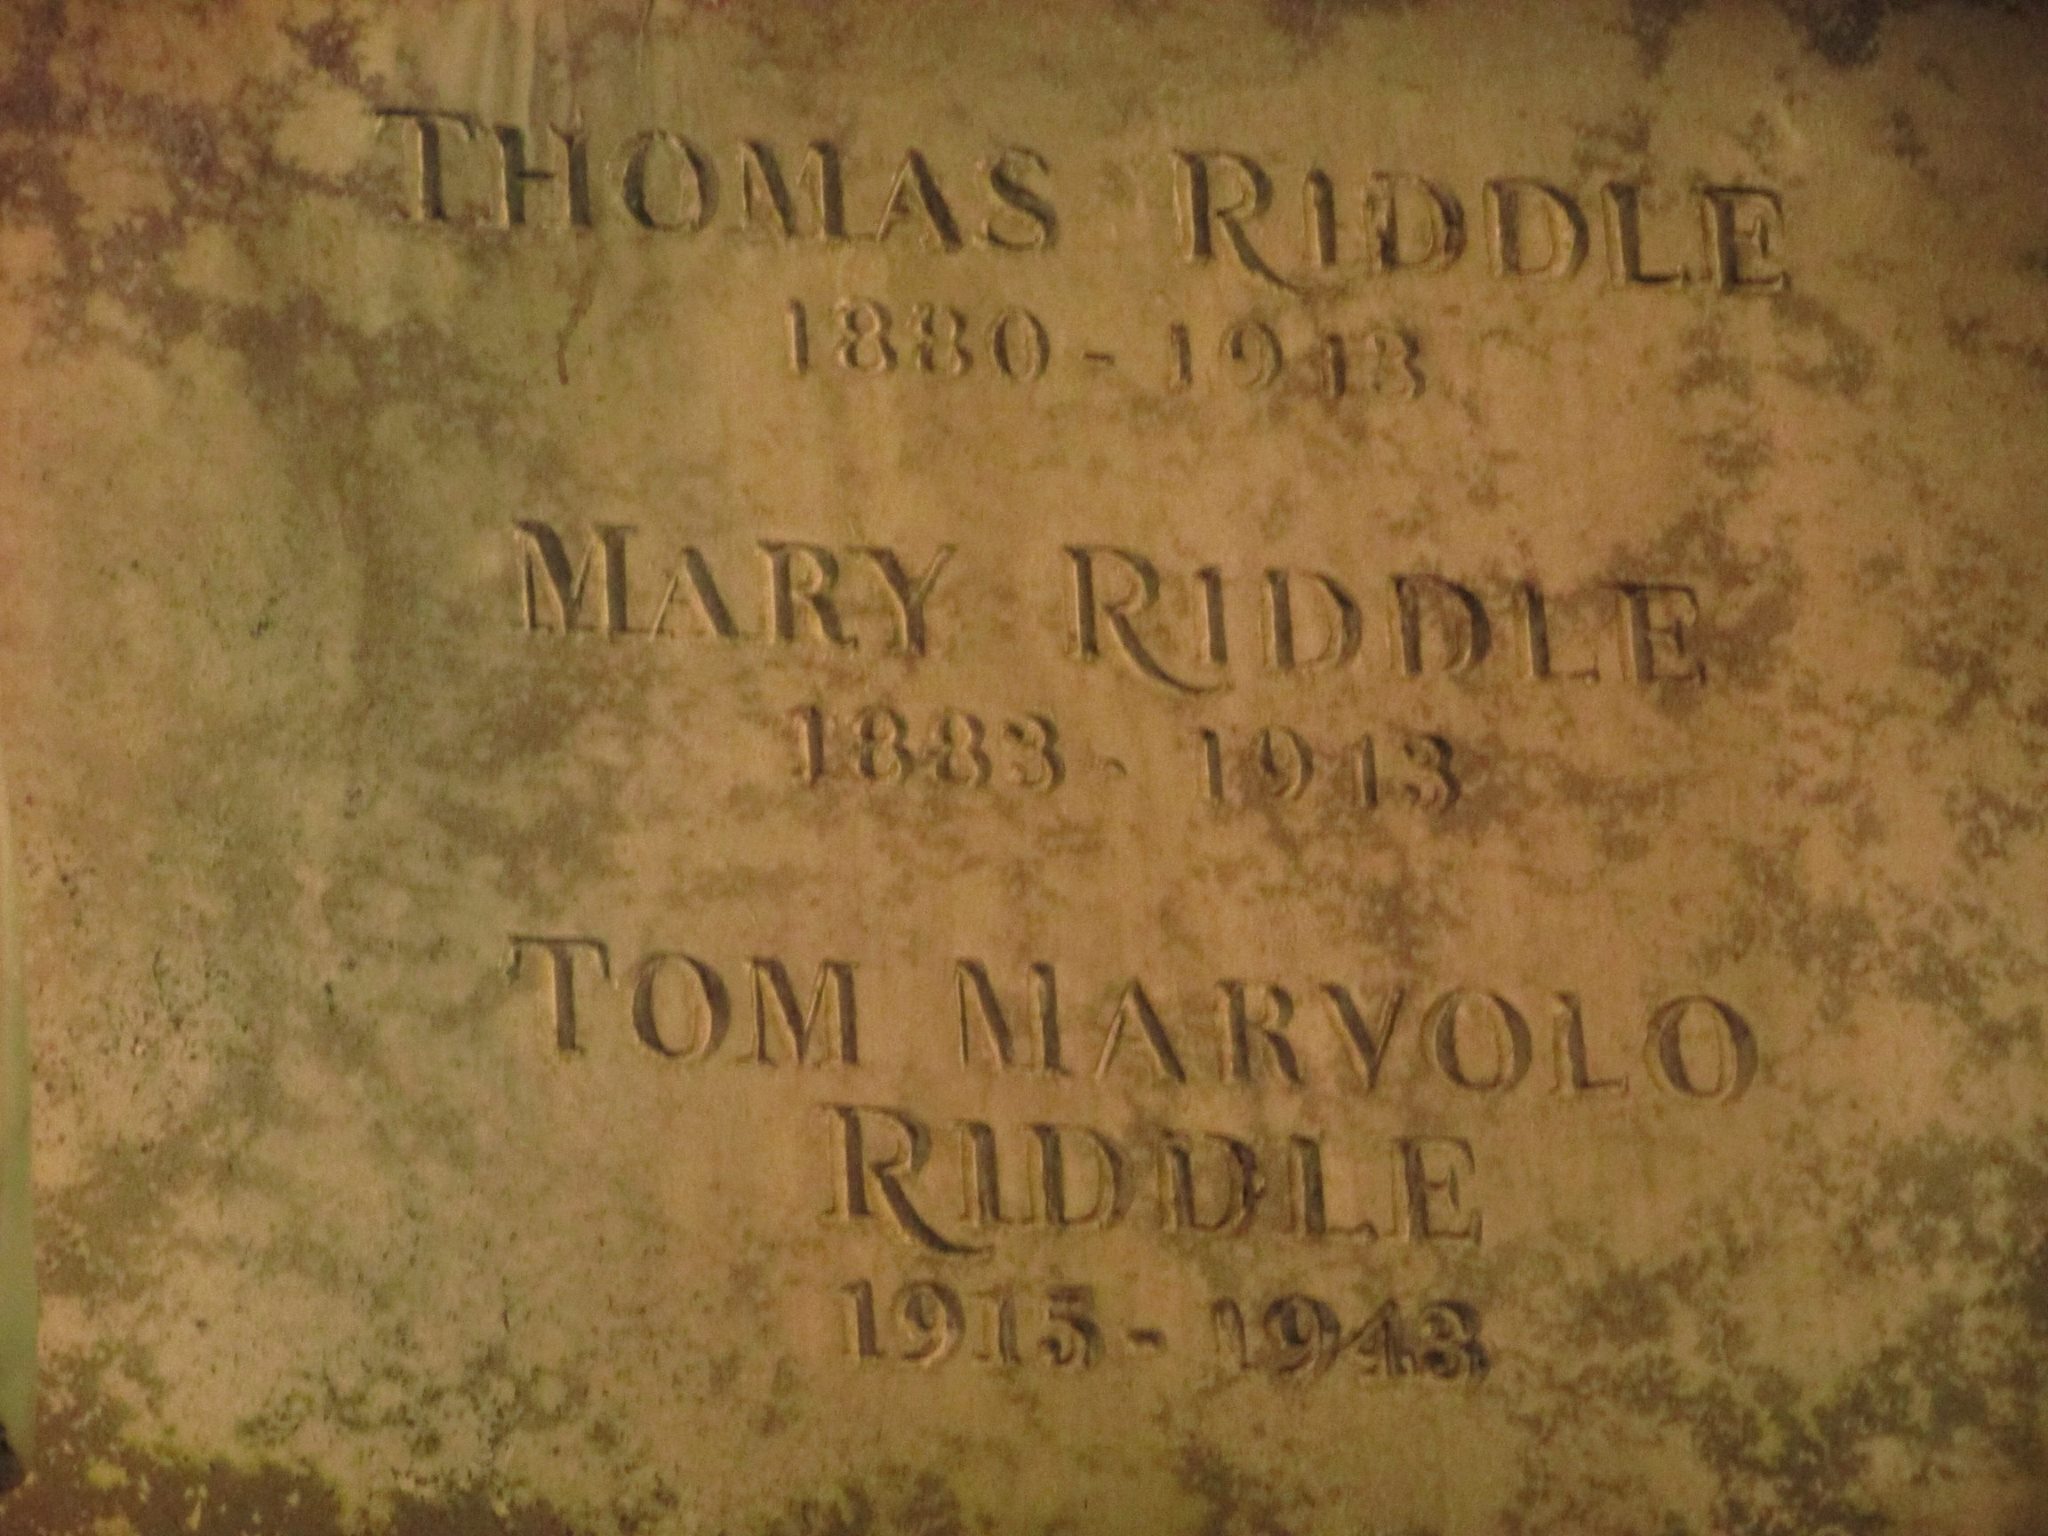 THOMAS RIDDLE
1880 - 1943
MARY RIDDLE
1883 - 1943
TOM MARVOLO
RIDDLE
1915 - 1943